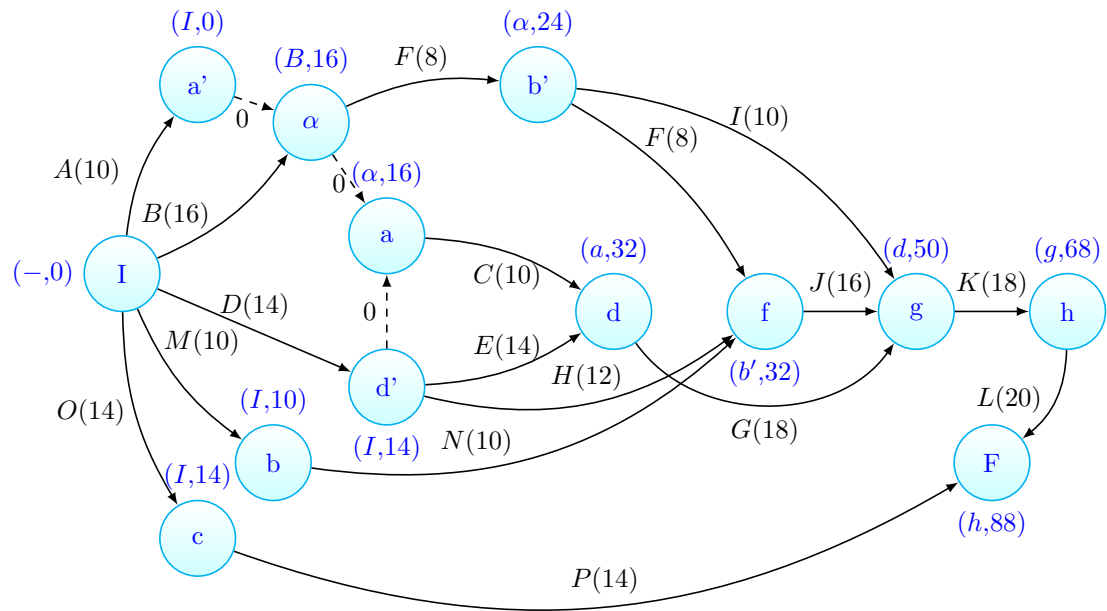 (I,0)
(α,24)
(B,16)
F(8)
a'
b'
0
α
I(10)
F(8)
A(10)
(α,16)
0
B(16)
a
(a,32)
(d,50)
(g,68)
(−,0)
I
C(10)
J(16)
K(18)
D(14)
0
d
f
g
h
M(10)
E(14)
H(12)
(b′,32)
d'
(I,10)
L(20)
O(14)
G(18)
(I,14)
N(10)
b
F
(I,14)
(h,88)
c
P(14)